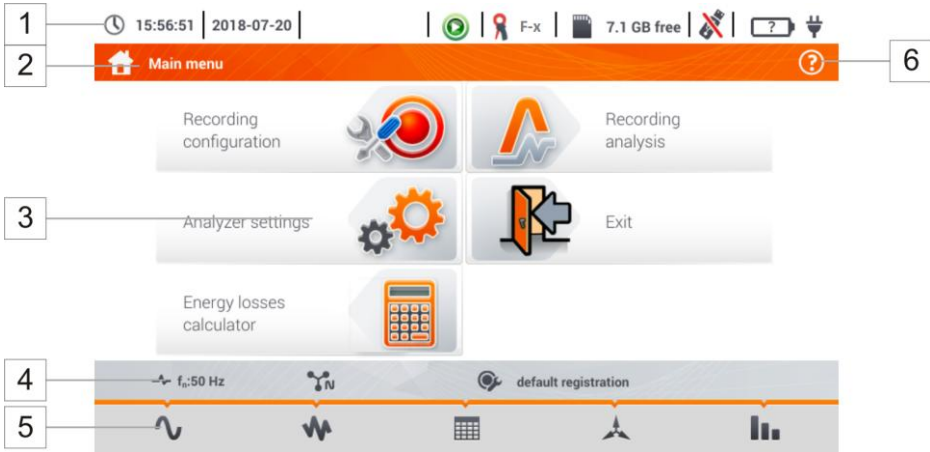 1
15:56:51 2018-07-20 F-x 7.1 GB free ?
2
Main menu ? 6
Recording
configuration
Recording
analysis
3
Analyzer settings
Exit
Energy losses
calculator
4
fn:50 Hz N default registration
5